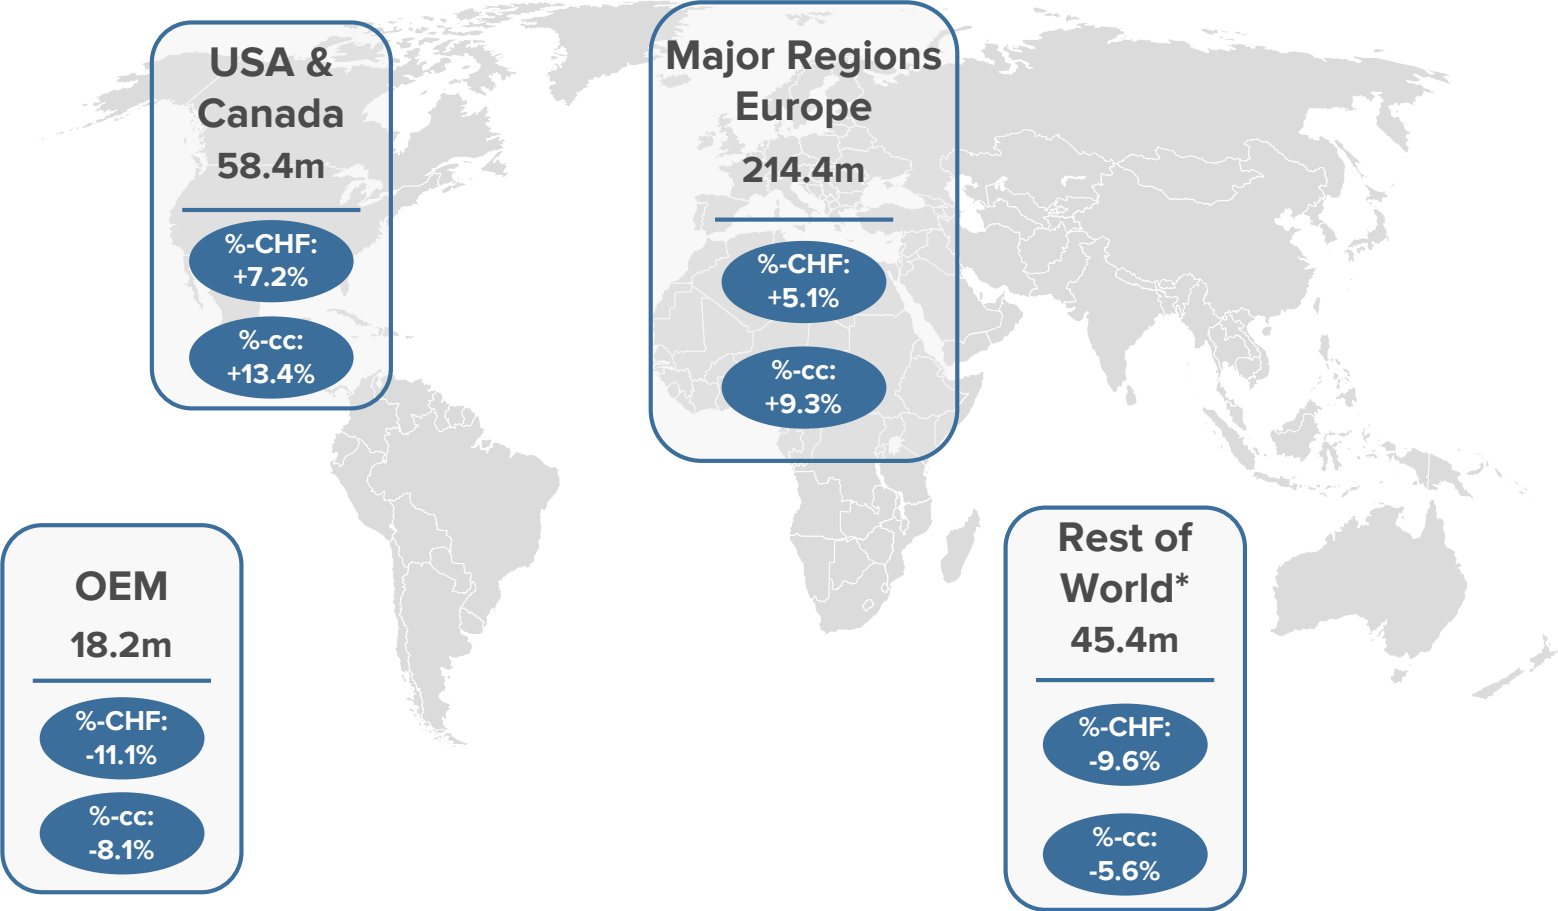 USA &
Canada
58.4m
%-CHF:
+7.2%
%-cc:
+13.4%
Major Regions
Europe
214.4m
%-CHF:
+5.1%
%-cc:
+9.3%
OEM
18.2m
%-CHF:
-11.1%
%-cc:
-8.1%
Rest of
World*
45.4m
%-CHF:
-9.6%
%-cc:
-5.6%